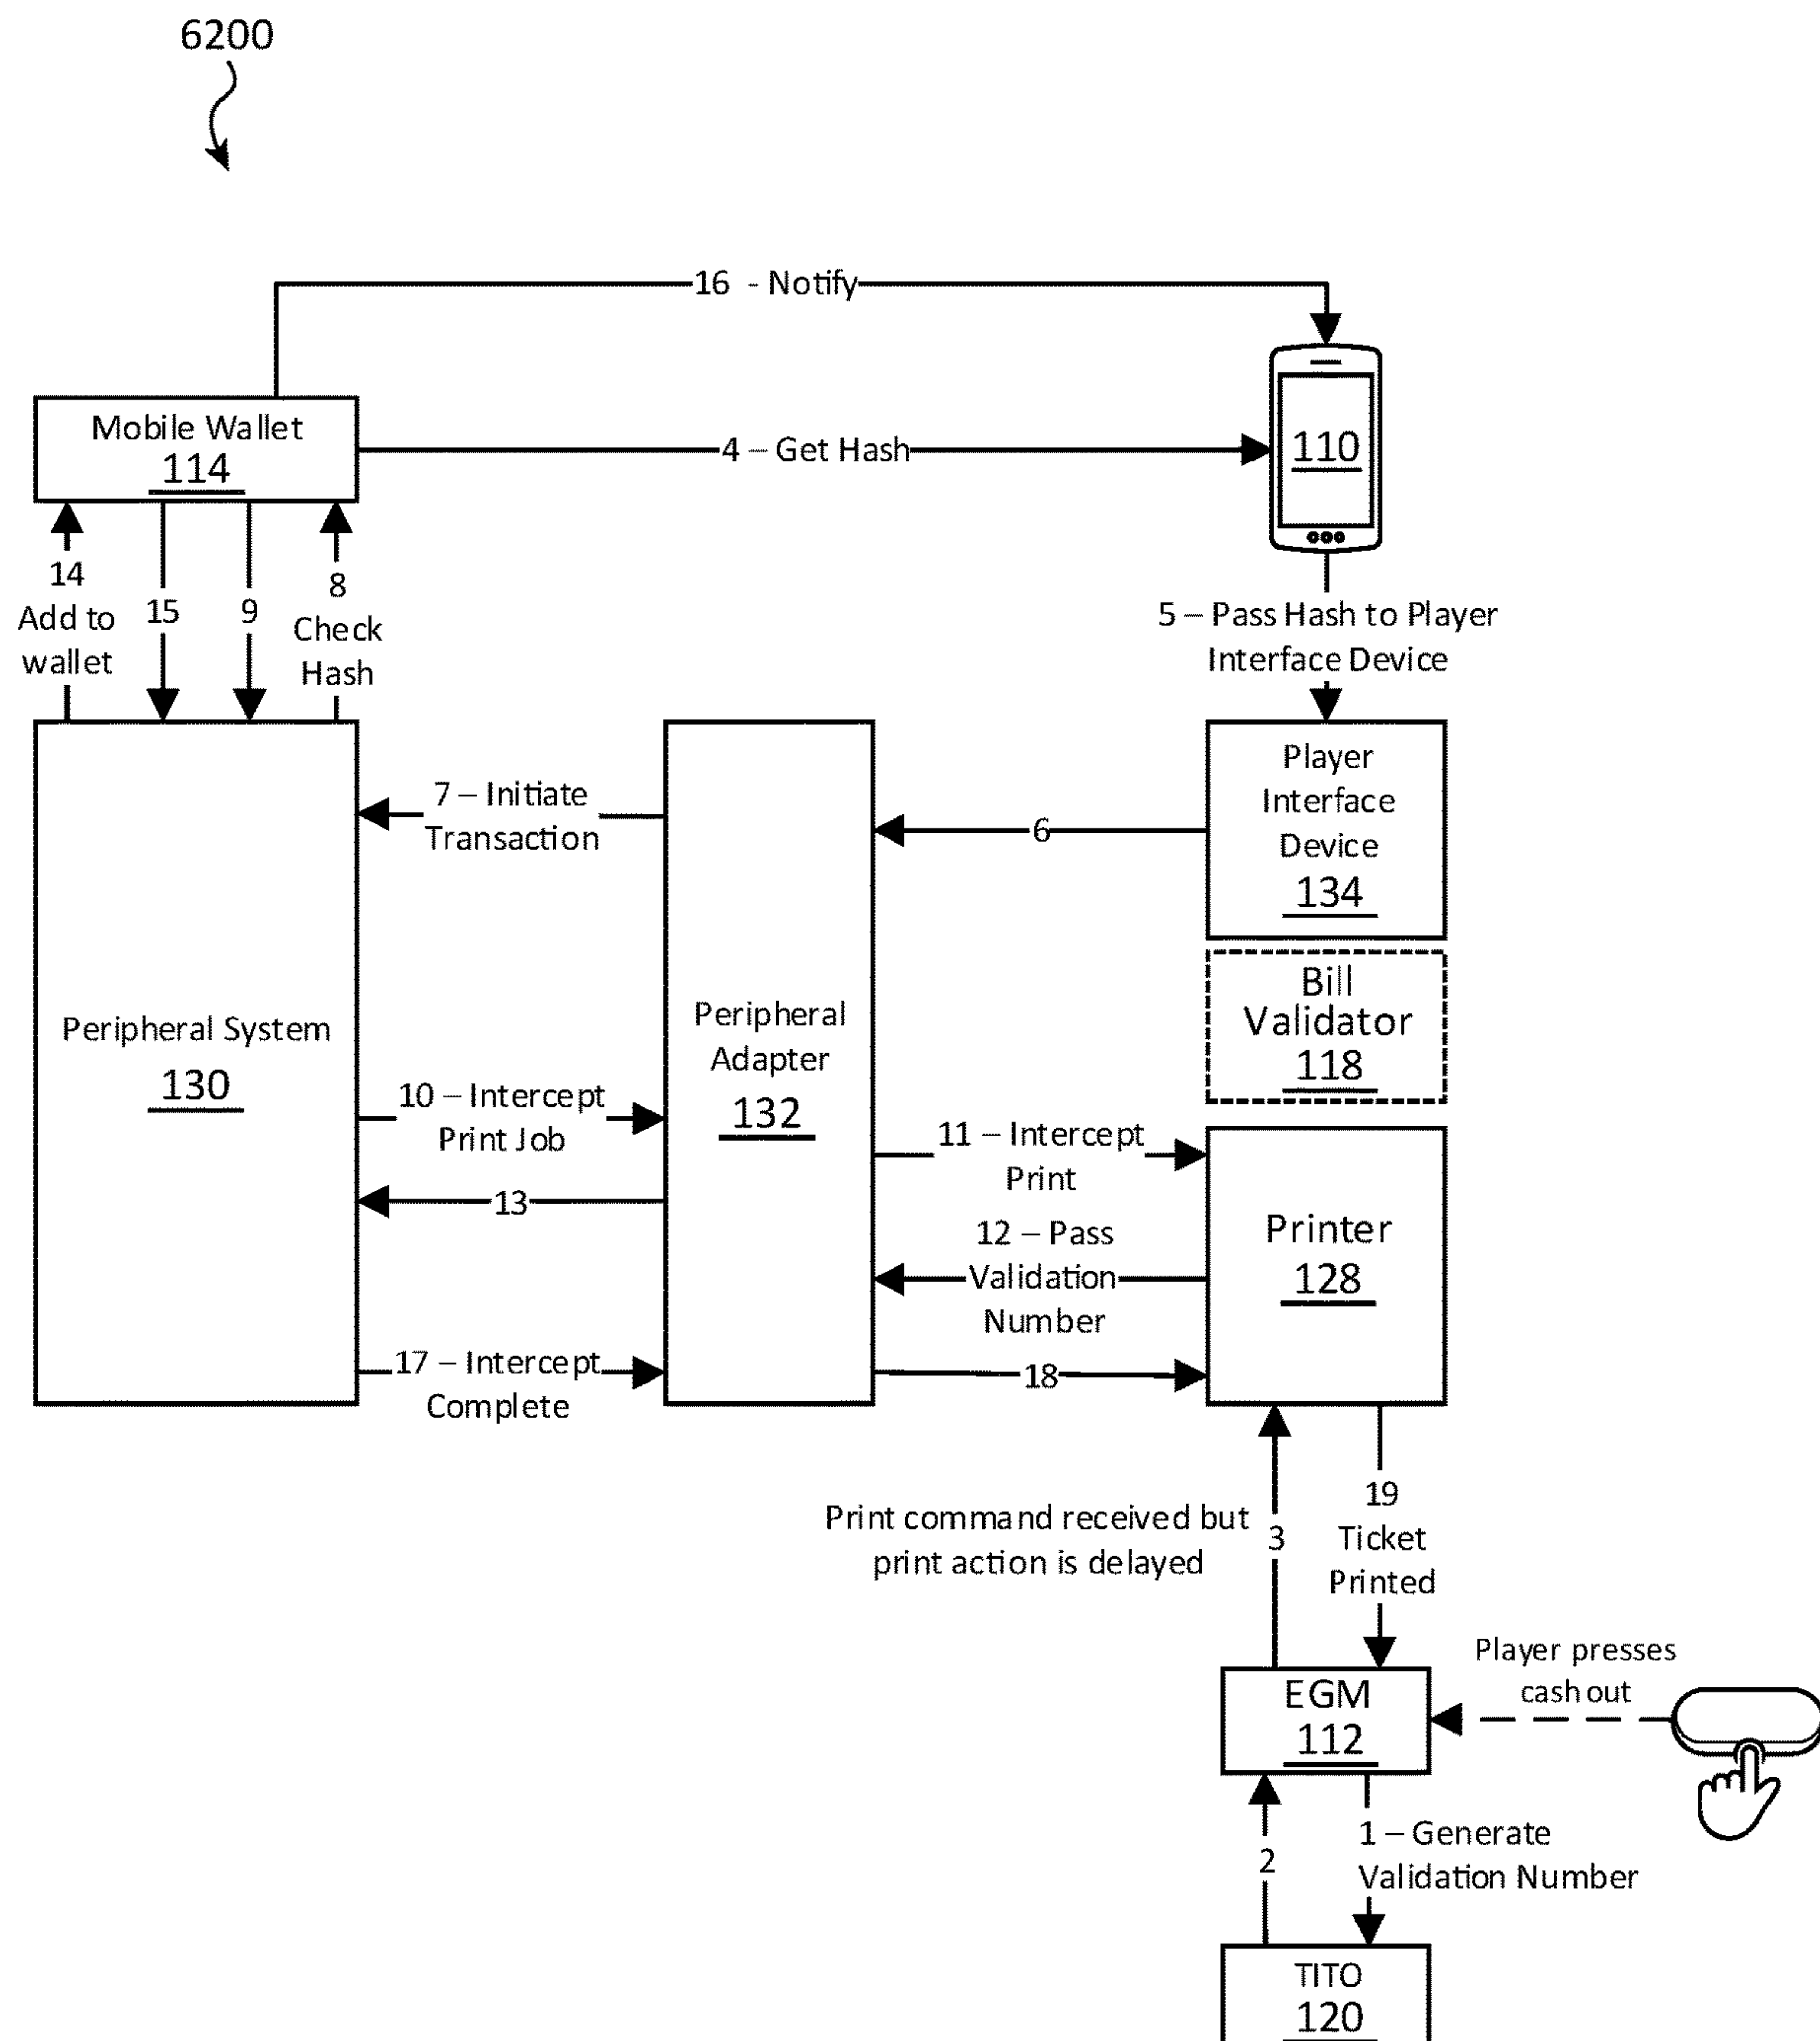 6200
16 - Notify
Mobile Wallet
114
4 – Get Hash
110
14
Add to
wallet
15
9
8
Check
Hash
5 – Pass Hash to Player
Interface Device
7 – Initiate
Transaction
6
Player
Interface
Device
134
Bill
Validator
118
Peripheral System
130
Peripheral
Adapter
132
10 – Intercept
Print Job
11 – Intercept
Print
13
12 – Pass
Validation
Number
Printer
128
17 – Intercept
Complete
18
Print command received but
print action is delayed
3
19
Ticket
Printed
Player presses
cash out
EGM
112
2
1 – Generate
Validation Number
TITO
120